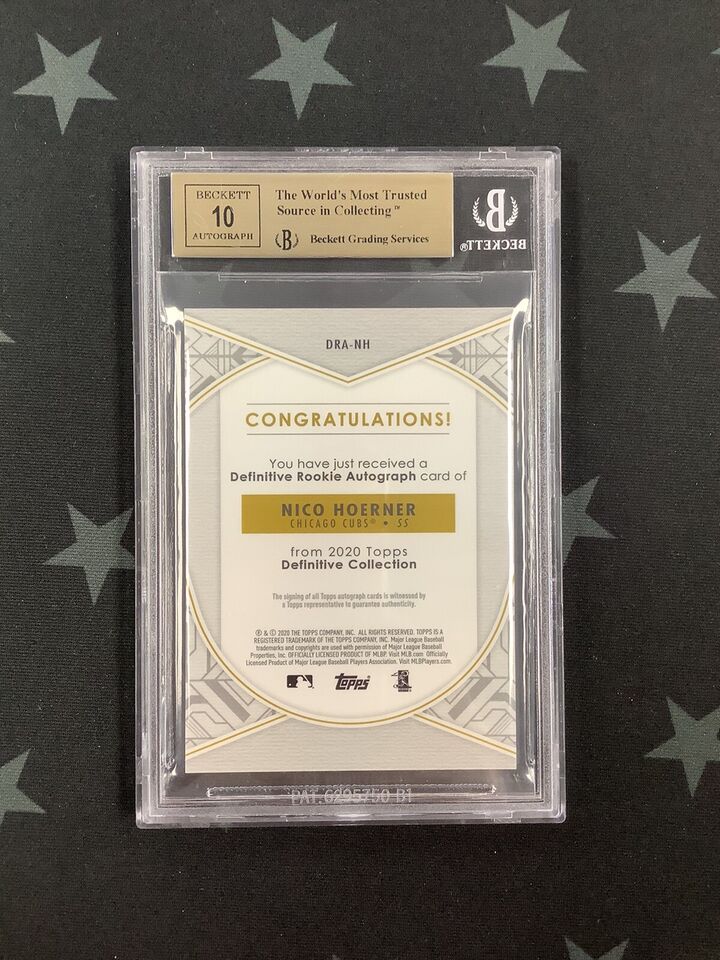 BECKETT
10
AUTOGRAPH
The World's Most Trusted
Source in Collecting™
B Beckett Grading Services
B
BECKETT®
DRA-NH
CONGRATULATIONS!
You have just received a
Definitive Rookie Autograph card of
NICO HOERNER
CHICAGO CUBS® • SS
from 2020 Topps
Definitive Collection
The signing of all Topps autograph cards is witnessed by
a Topps representative to guarantee authenticity.
® & © 2020 THE TOPPS COMPANY, INC. ALL RIGHTS RESERVED. TOPPS IS A
REGISTERED TRADEMARK OF THE TOPPS COMPANY, INC. Major League Baseball
trademarks and copyrights are used with permission of Major League Baseball
Properties, Inc. OFFICIALLY LICENSED PRODUCT OF MLBP. Visit MLB.com Officially
Licensed Product of Major League Baseball Players Association. Visit MLBPlayers.com.
Topps
PAT. 6295750 B1